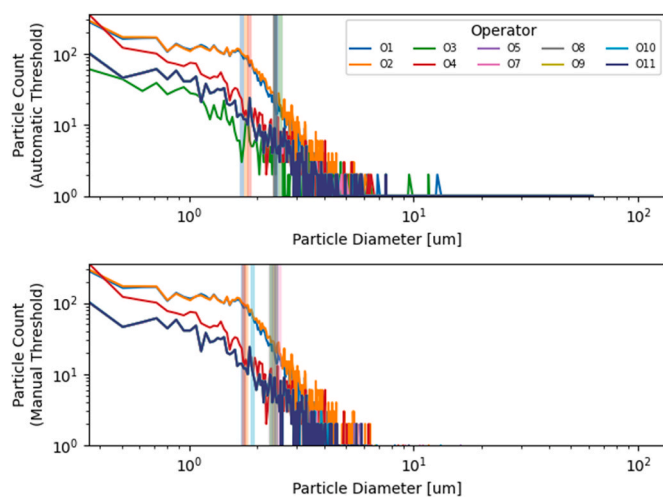 Particle Count
(Automatic Threshold)
10²
10¹
10⁰
Operator
O1 O3 O5 O8 O10
O2 O4 O7 O9 O11
10⁰ 10¹ 10²
Particle Diameter [um]
Particle Count
(Manual Threshold)
10²
10¹
10⁰
10⁰ 10¹ 10²
Particle Diameter [um]